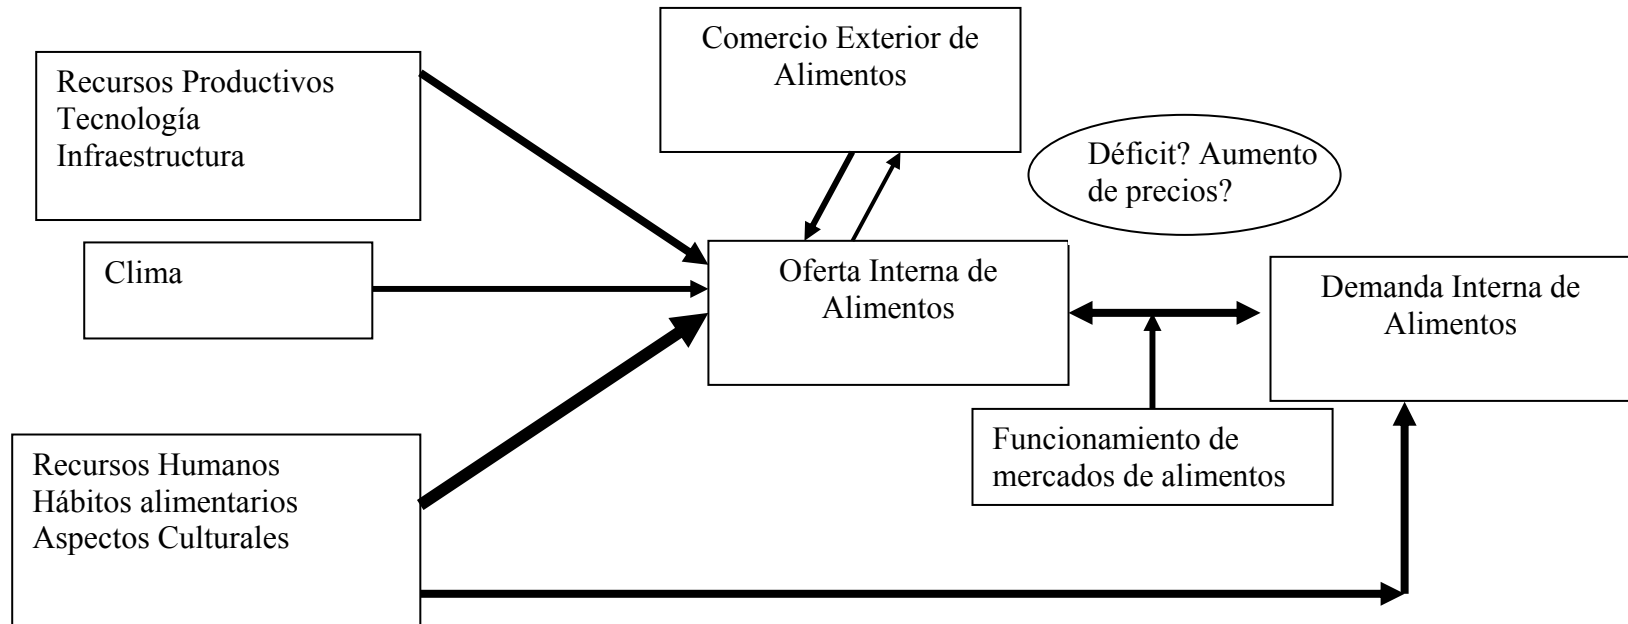 Comercio Exterior de
Alimentos
Recursos Productivos
Tecnología
Infraestructura
Déficit? Aumento
de precios?
Clima
Oferta Interna de
Alimentos
Demanda Interna de
Alimentos
Funcionamiento de
mercados de alimentos
Recursos Humanos
Hábitos alimentarios
Aspectos Culturales